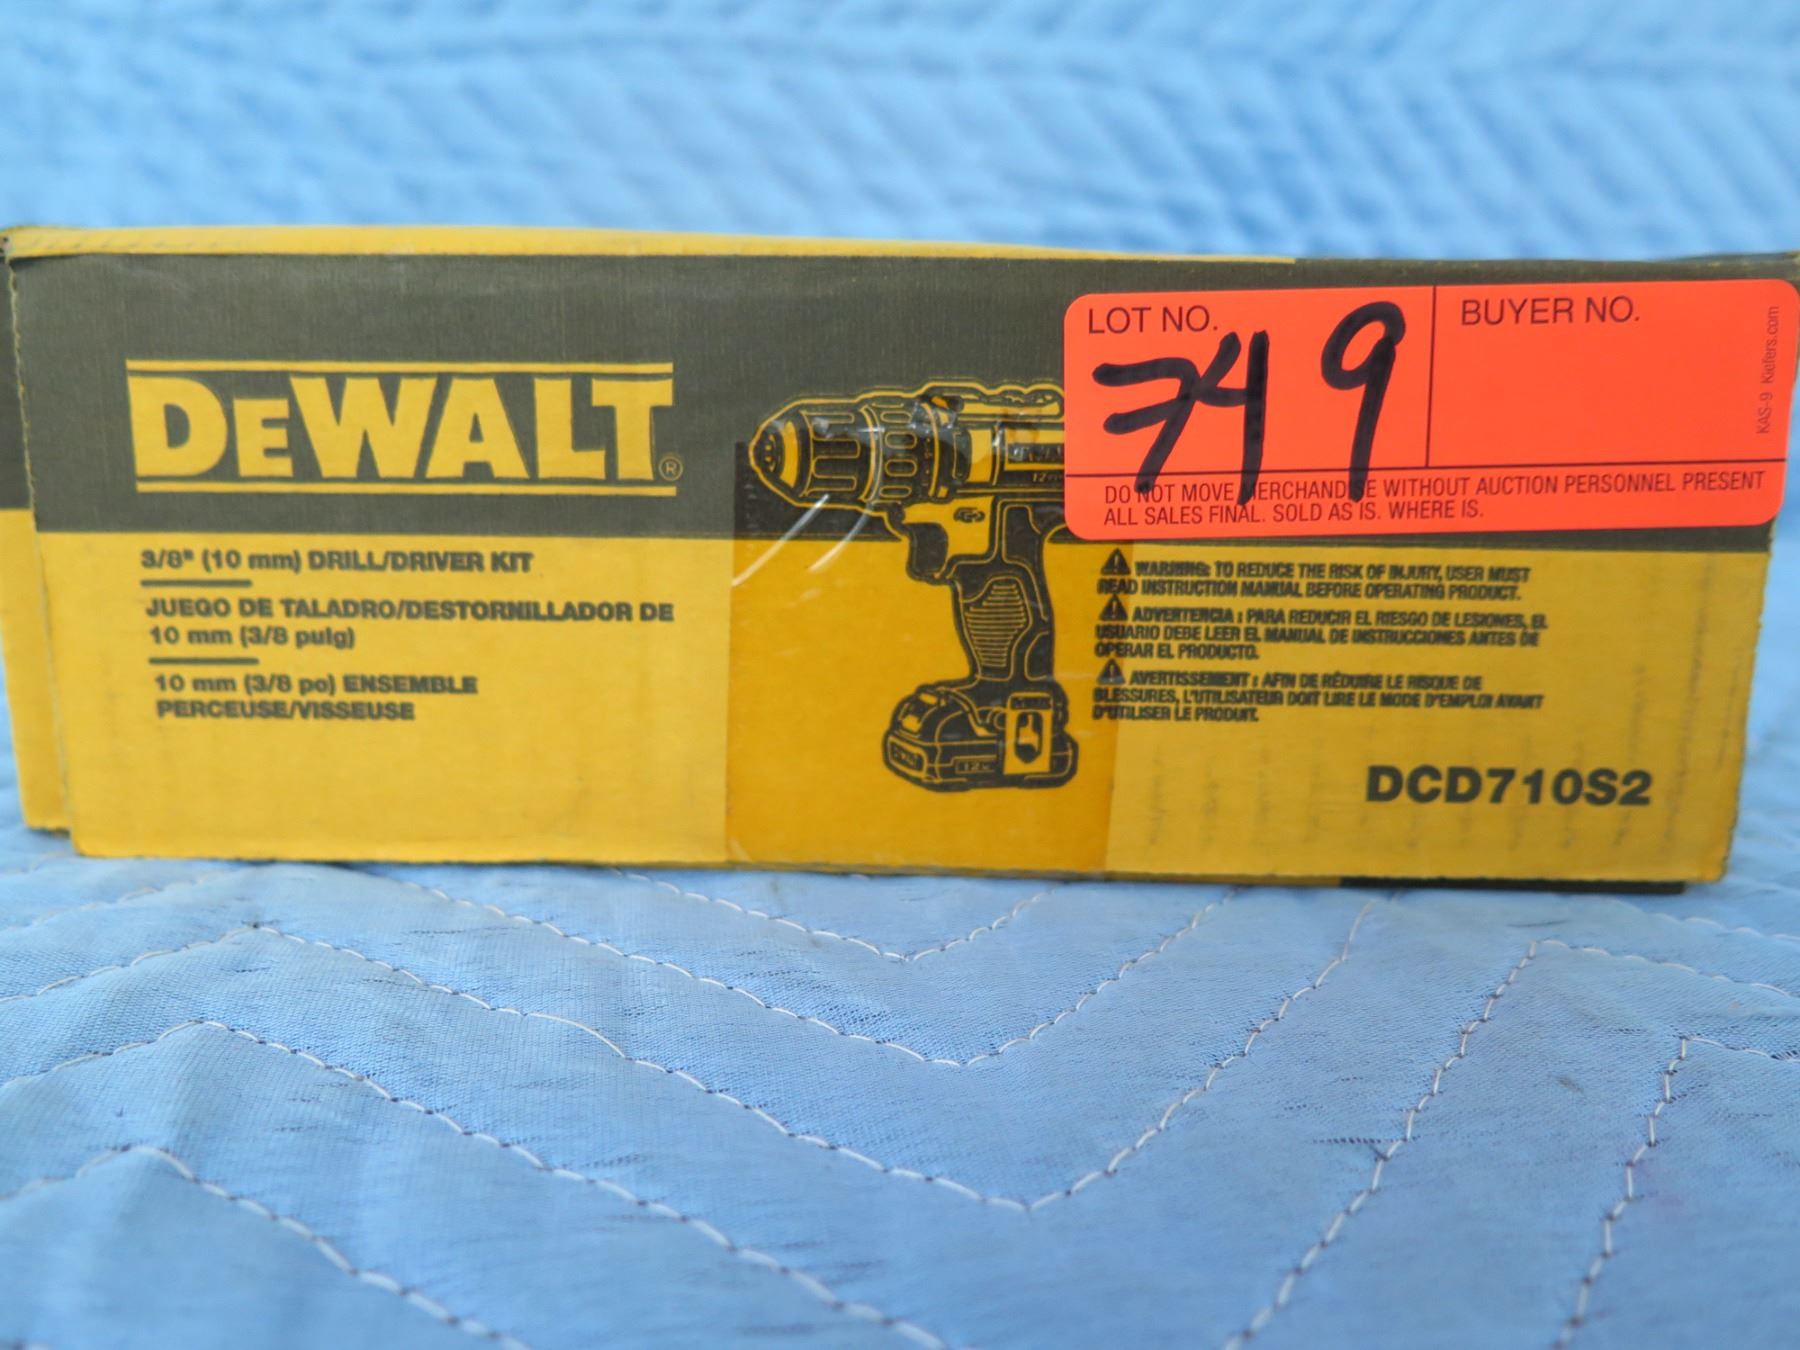 DEWALT®
3/8" (10 mm) DRILL/DRIVER KIT
JUEGO DE TALADRO/DESTORNILLADOR DE
10 mm (3/8 pulg)
10 mm (3/8 po) ENSEMBLE
PERCEUSE/VISSEUSE
12
LOT NO.
749
BUYER NO.
DO NOT MOVE MERCHANDISE WITHOUT AUCTION PERSONNEL PRESENT
ALL SALES FINAL. SOLD AS IS. WHERE IS.
KAS-9 Kiefers.com
WARNING: TO REDUCE THE RISK OF INJURY, USER MUST
READ INSTRUCTION MANUAL BEFORE OPERATING PRODUCT.
ADVERTENCIA : PARA REDUCIR EL RIESGO DE LESIONES, EL
USUARIO DEBE LEER EL MANUAL DE INSTRUCCIONES ANTES DE
OPERAR EL PRODUCTO.
AVERTISSEMENT : AFIN DE RÉDUIRE LE RISQUE DE
BLESSURES, L'UTILISATEUR DOIT LIRE LE MODE D'EMPLOI AVANT
D'UTILISER LE PRODUIT.
DCD710S2